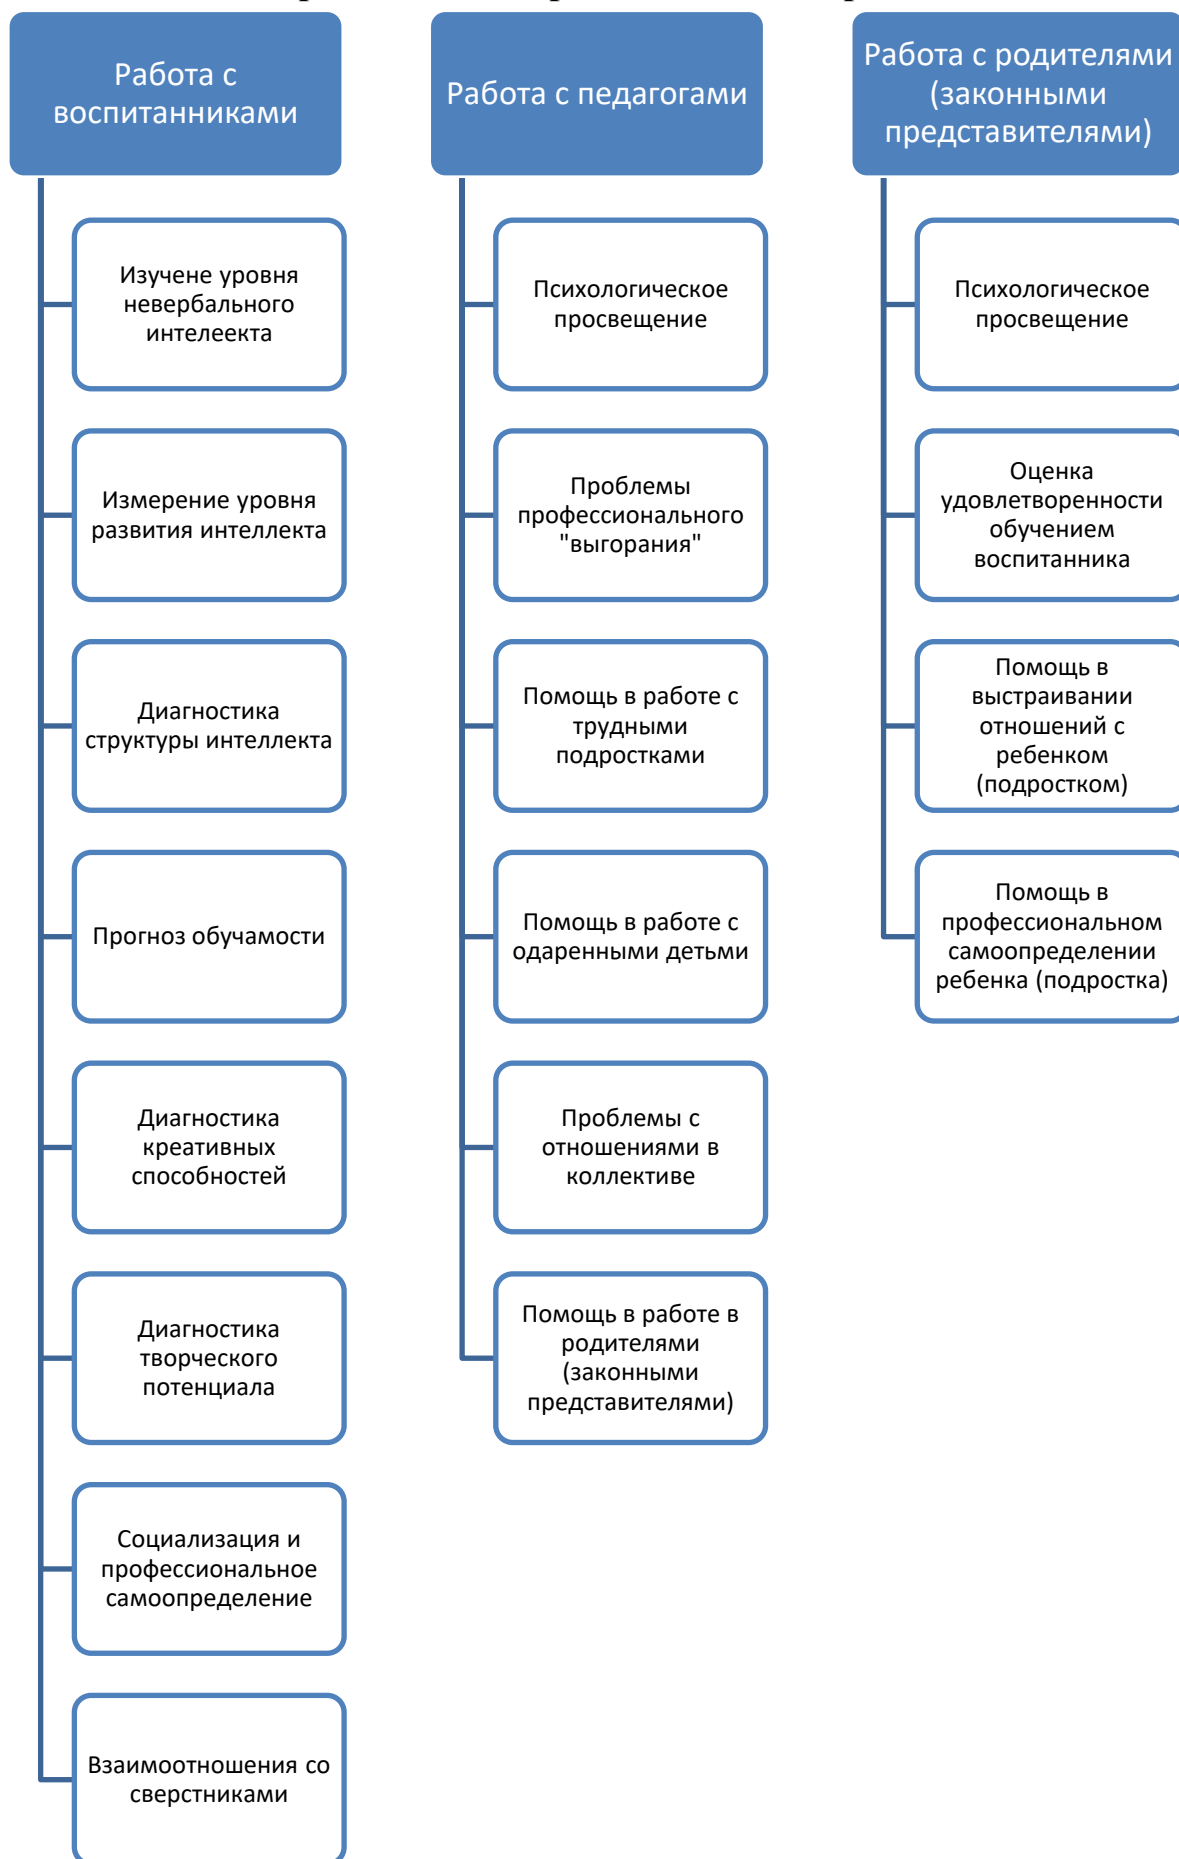 Работа с
воспитанниками
Изучене уровня
невербального
интелеекта
Измерение уровня
развития интеллекта
Диагностика
структуры интеллекта
Прогноз обучамости
Диагностика
креативных
способностей
Диагностика
творческого
потенциала
Социализация и
профессиональное
самоопределение
Взаимоотношения со
сверстниками
Работа с педагогами
Психологическое
просвещение
Проблемы
профессионального
"выгорания"
Помощь в работе с
трудными
подростками
Помощь в работе с
одаренными детьми
Проблемы с
отношениями в
коллективе
Помощь в работе в
родителями
(законными
представителями)
Работа с родителями
(законными
представителями)
Психологическое
просвещение
Оценка
удовлетворенности
обучением
воспитанника
Помощь в
выстраивании
отношений с
ребенком
(подростком)
Помощь в
профессиональном
самоопределении
ребенка (подростка)